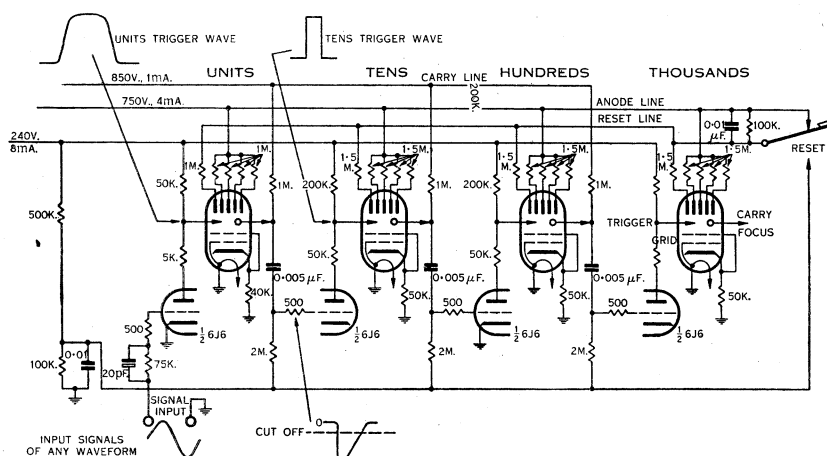 UNITS TRIGGER WAVE
TENS TRIGGER WAVE
850V., 1mA.
UNITS
TENS
CARRY LINE
HUNDREDS
THOUSANDS
200K.
750V., 4mA.
ANODE LINE
RESET LINE
240V.
8mA.
1M.
1·5M.
1·5M.
1·5M.
0·01 μF.
100K.
RESET
1M.
50K.
1M.
1·5 M.
200K.
1M.
1·5 M.
200K.
1M.
1·5 M.
500K.
TRIGGER
CARRY
FOCUS
GRID
5K.
50K.
50K.
0·005 μF.
0·005 μF.
0·005 μF.
40K.
50K.
50K.
50K.
500
½ 6J6
500
½ 6J6
500
½ 6J6
500
½ 6J6
100K.
0·01
20pF.
75K.
2M.
2M.
2M.
SIGNAL
INPUT
CUT OFF
0
INPUT SIGNALS
OF ANY WAVEFORM